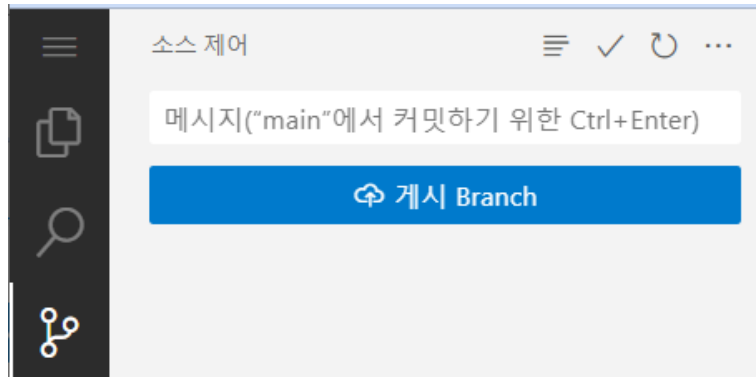 소스 제어
메시지("main"에서 커밋하기 위한 Ctrl+Enter)
게시 Branch